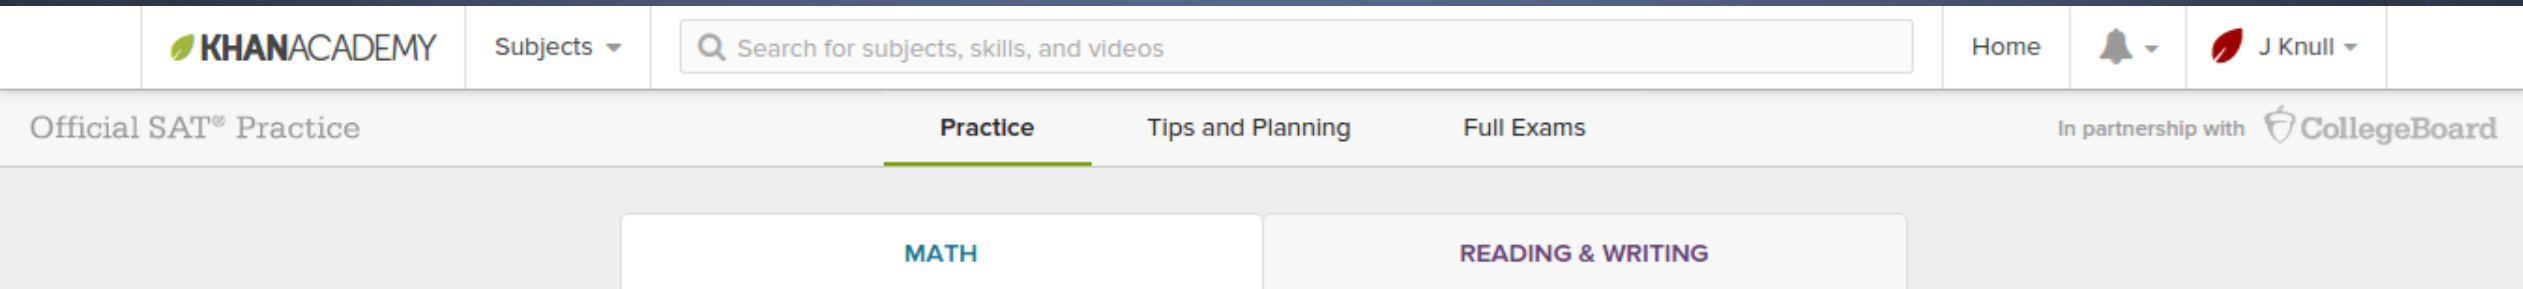 KHANACADEMY Subjects Search for subjects, skills, and videos Home J Knull
Official SAT® Practice Practice Tips and Planning Full Exams In partnership with CollegeBoard
MATH READING & WRITING